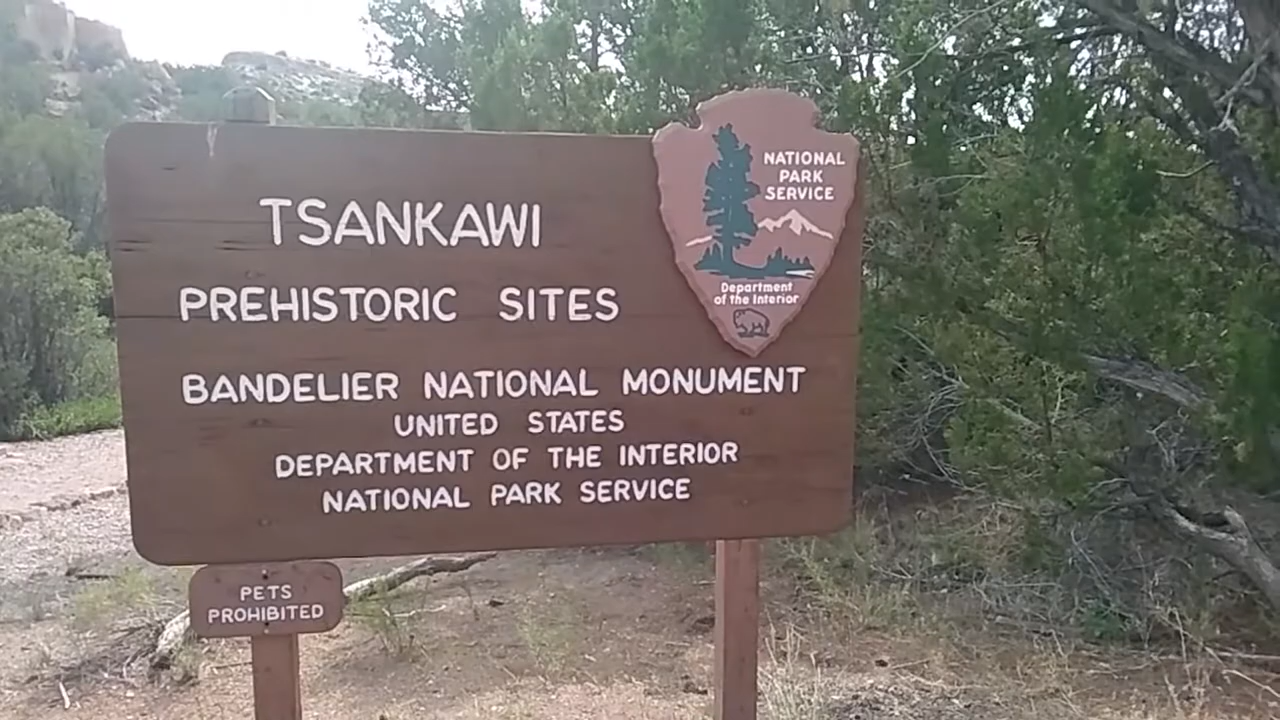 TSANKAWI
PREHISTORIC SITES
BANDELIER NATIONAL MONUMENT
UNITED STATES
DEPARTMENT OF THE INTERIOR
NATIONAL PARK SERVICE
NATIONAL
PARK
SERVICE
Department
of the Interior
PETS
PROHIBITED